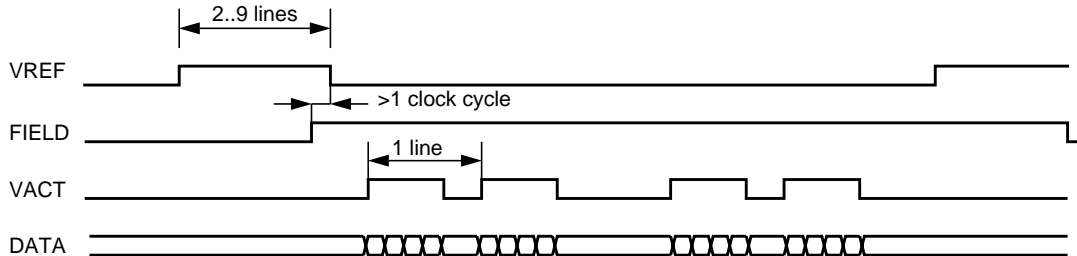 2..9 lines
VREF
>1 clock cycle
FIELD
1 line
VACT
DATA